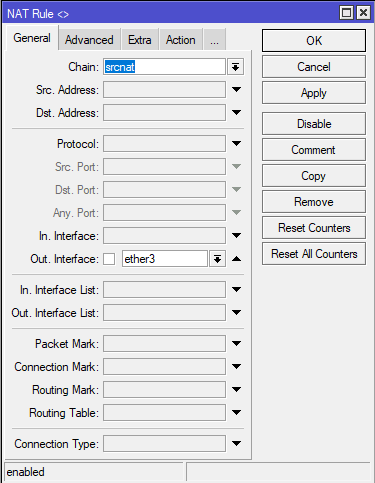 NAT Rule <>
General Advanced Extra Action ...
Chain: srcnat
Src. Address:
Dst. Address:
Protocol:
Src. Port:
Dst. Port:
Any. Port:
In. Interface:
Out. Interface: ether3
In. Interface List:
Out. Interface List:
Packet Mark:
Connection Mark:
Routing Mark:
Routing Table:
Connection Type:
OK
Cancel
Apply
Disable
Comment
Copy
Remove
Reset Counters
Reset All Counters
enabled